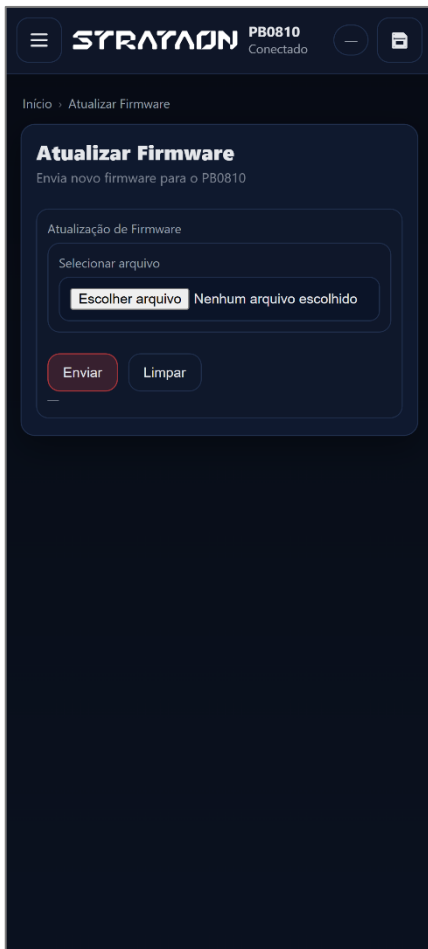 STRATAON
PB0810
Conectado
—
Início › Atualizar Firmware
Atualizar Firmware
Envia novo firmware para o PB0810
Atualização de Firmware
Selecionar arquivo
Escolher arquivo Nenhum arquivo escolhido
Enviar Limpar
—